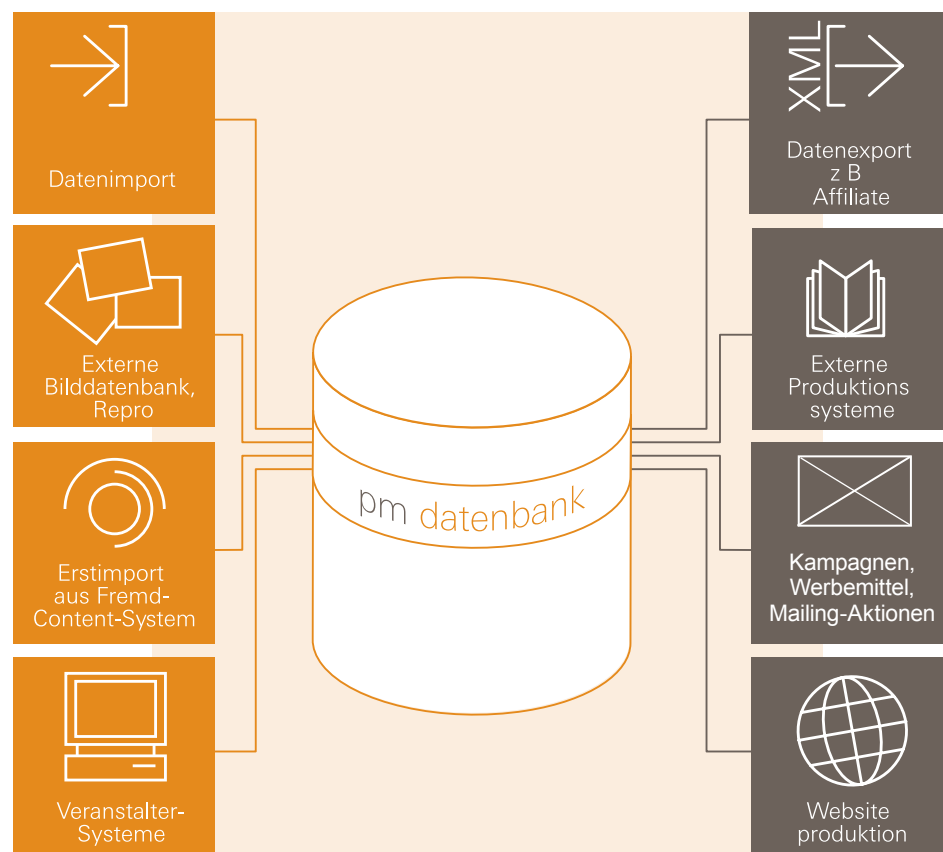 Datenimport
Externe
Bilddatenbank,
Repro
Erstimport
aus Fremd-
Content-System
Veranstalter-
Systeme
pm datenbank
XML
Datenexport
z B
Affiliate
Externe
Produktions
systeme
Kampagnen,
Werbemittel,
Mailing-Aktionen
Website
produktion